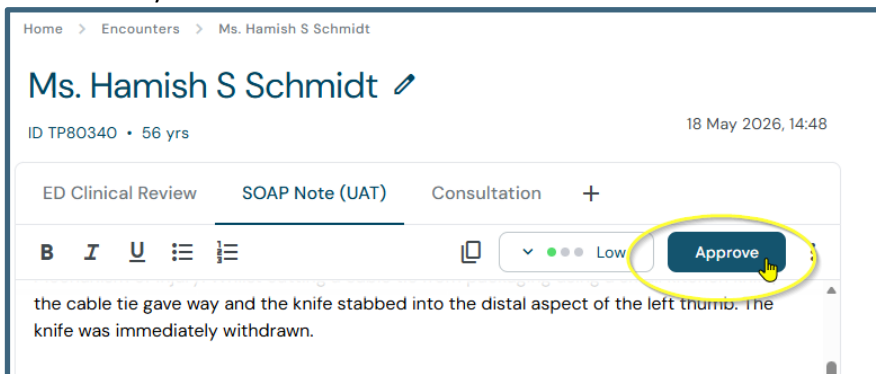 Home > Encounters > Ms. Hamish S Schmidt
Ms. Hamish S Schmidt
ID TP80340 • 56 yrs
18 May 2026, 14:48
ED Clinical Review SOAP Note (UAT) Consultation +
B I U Low Approve
the cable tie gave way and the knife stabbed into the distal aspect of the left thumb. The
knife was immediately withdrawn.